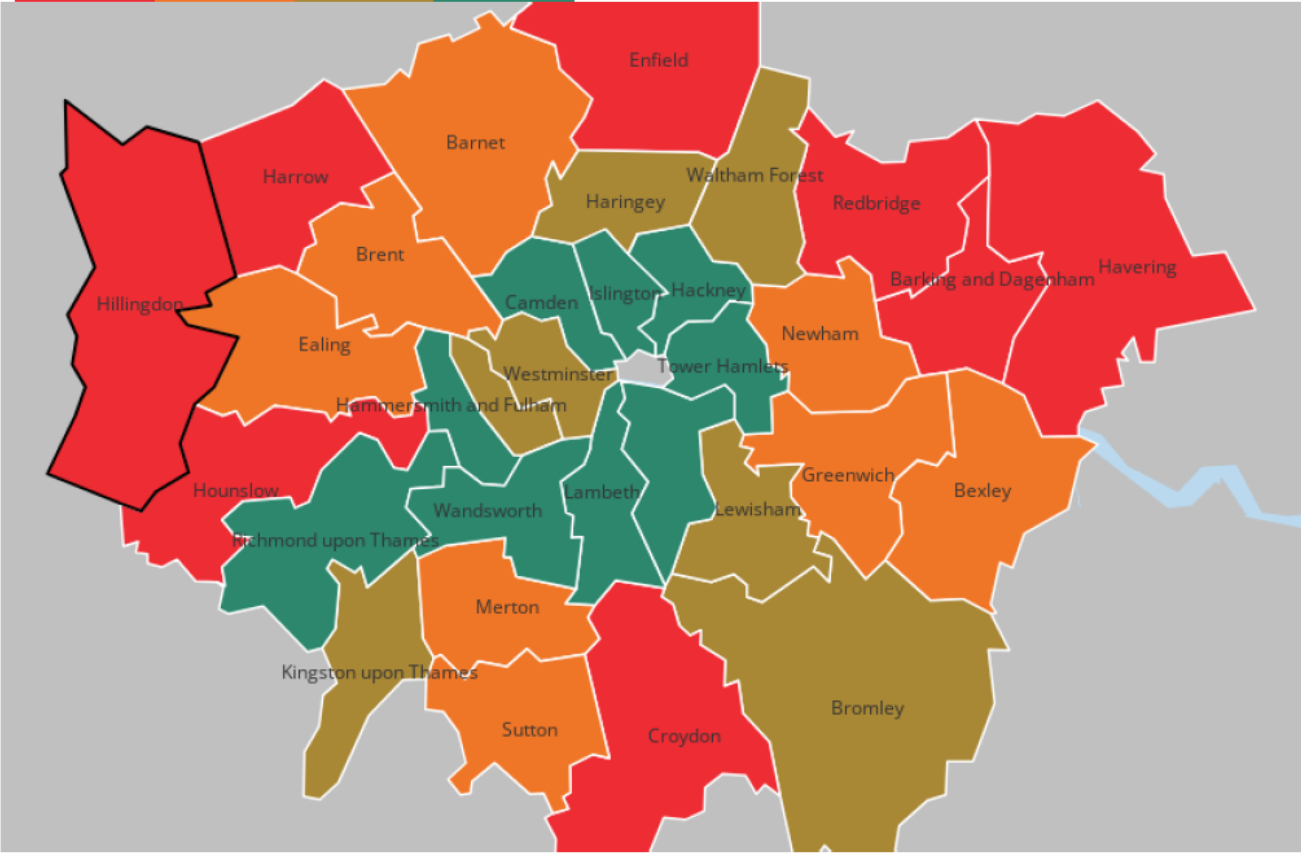 Enfield
Barnet
Waltham Forest
Harrow
Haringey
Redbridge
Brent
Havering
Barking and Dagenham
Islington
Hackney
Camden
Hillingdon
Newham
Ealing
Tower Hamlets
Westminster
Hammersmith and Fulham
Greenwich
Hounslow
Bexley
Lambeth
Wandsworth
Lewisham
Richmond upon Thames
Merton
Kingston upon Thames
Bromley
Sutton
Croydon